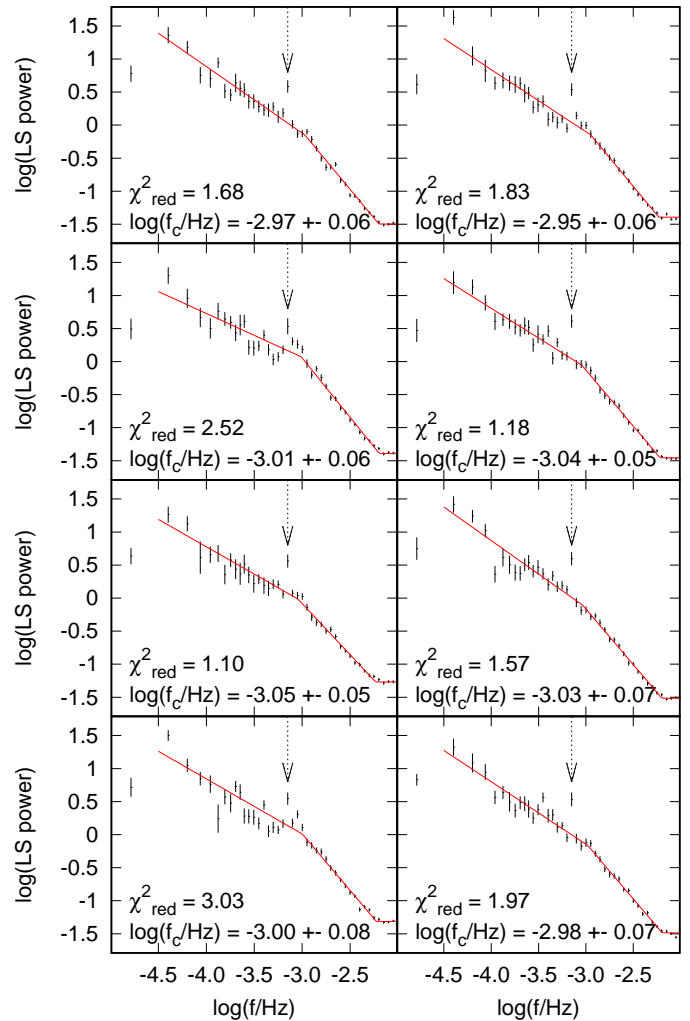 1.5
1
0.5
0
-0.5
-1
-1.5
log(LS power)
χ²red = 1.68
log(f_c/Hz) = -2.97 +- 0.06
χ²red = 1.83
log(f_c/Hz) = -2.95 +- 0.06
1.5
1
0.5
0
-0.5
-1
-1.5
log(LS power)
χ²red = 2.52
log(f_c/Hz) = -3.01 +- 0.06
χ²red = 1.18
log(f_c/Hz) = -3.04 +- 0.05
1.5
1
0.5
0
-0.5
-1
-1.5
log(LS power)
χ²red = 1.10
log(f_c/Hz) = -3.05 +- 0.05
χ²red = 1.57
log(f_c/Hz) = -3.03 +- 0.07
1.5
1
0.5
0
-0.5
-1
-1.5
log(LS power)
χ²red = 3.03
log(f_c/Hz) = -3.00 +- 0.08
χ²red = 1.97
log(f_c/Hz) = -2.98 +- 0.07
-4.5 -4.0 -3.5 -3.0 -2.5
-4.5 -4.0 -3.5 -3.0 -2.5
log(f/Hz)
log(f/Hz)